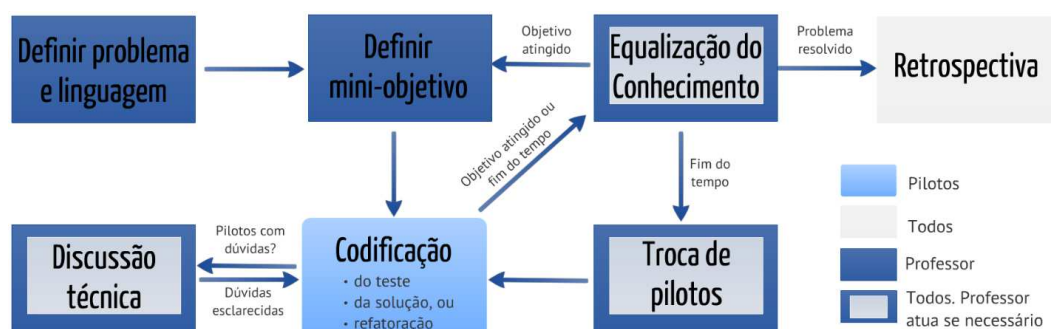 Definir problema
e linguagem
Definir
mini-objetivo
Objetivo
atingido
Equalização do
Conhecimento
Problema
resolvido
Retrospectiva
Objetivo atingido ou
fim do tempo
Fim do
tempo
Discussão
técnica
Pilotos com
dúvidas?
Dúvidas
esclarecidas
Codificação
• do teste
• da solução, ou
• refatoração
Troca de
pilotos
Pilotos
Todos
Professor
Todos. Professor
atua se necessário